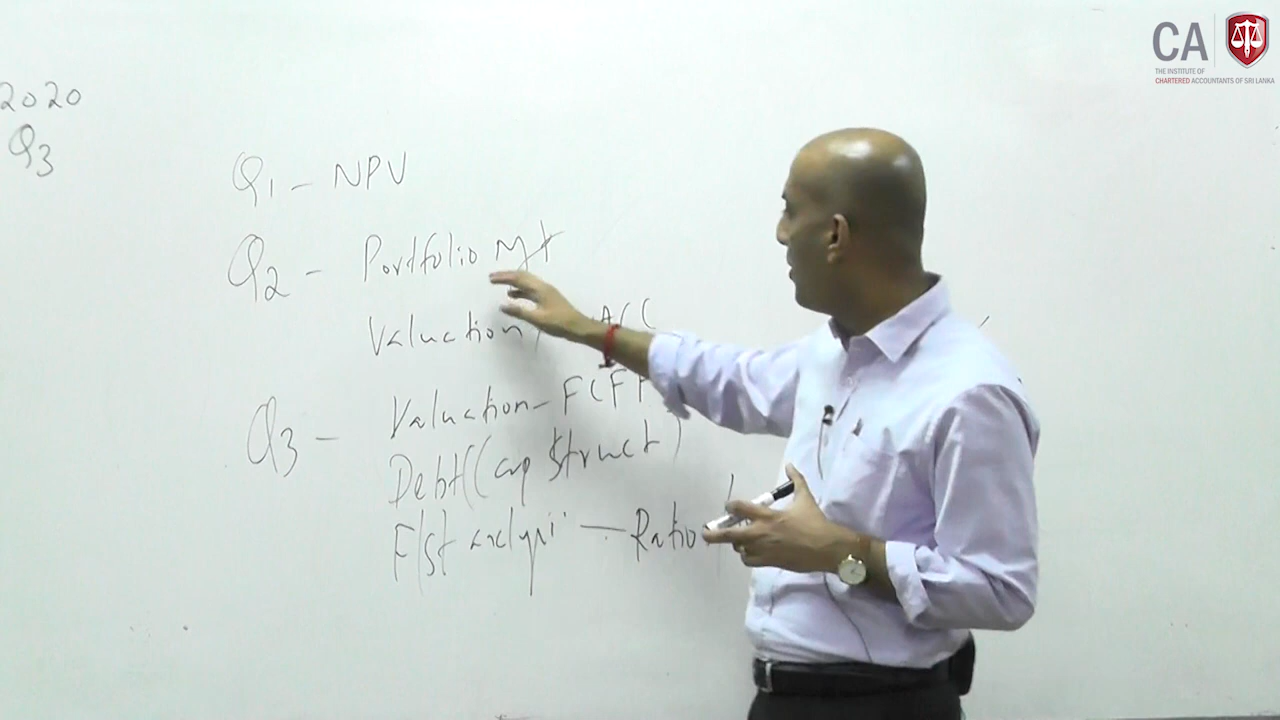 CA
THE INSTITUTE OF
CHARTERED ACCOUNTANTS OF SRI LANKA
2020
Q3
Q1 - NPV
Q2 - Portfolio Mgt
Valuation
Q3 - Valuation - FCFF
Debt (Cap Struct)
F/St analysis - Ratio